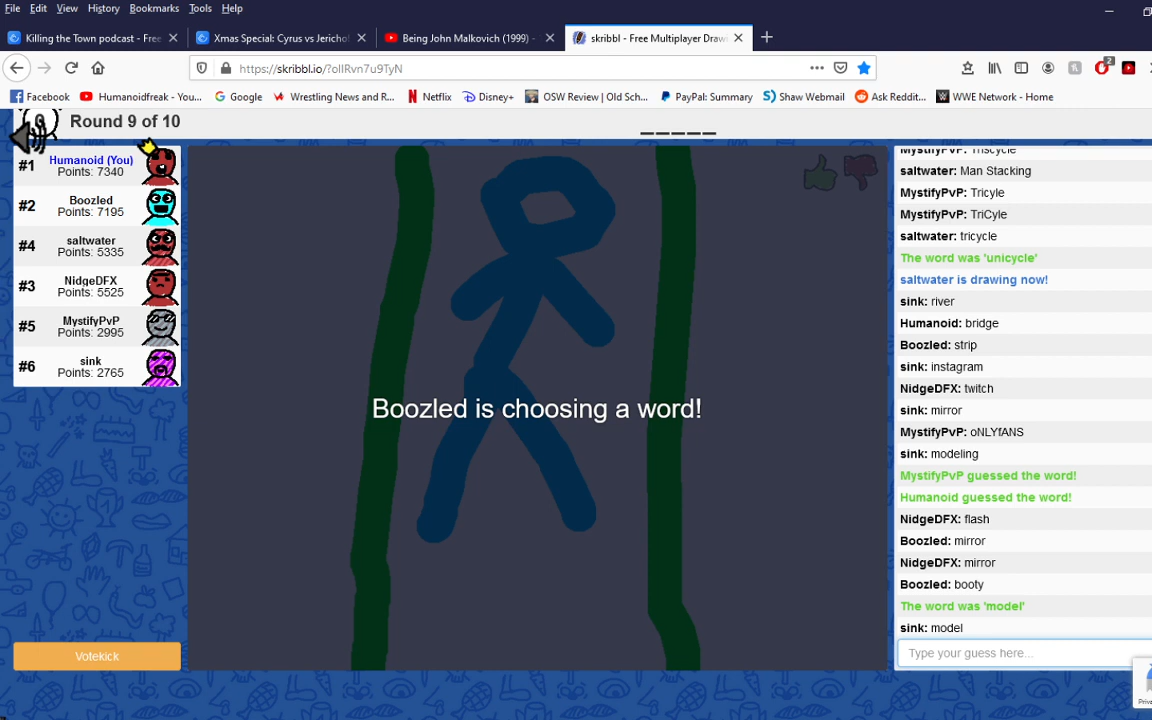 File Edit View History Bookmarks Tools Help
Killing the Town podcast - Free
Xmas Special: Cyrus vs Jericho!
Being John Malkovich (1999) -
skribbl - Free Multiplayer Draw
https://skribbl.io/?olIRvn7u9TyN
2
Facebook
Humanoidfreak - You...
Google
Wrestling News and R...
Netflix
Disney+
OSW Review | Old Sch...
PayPal: Summary
Shaw Webmail
Ask Reddit...
WWE Network - Home
Round 9 of 10
_____
#1 Humanoid (You)
Points: 7340
#2 Boozled
Points: 7195
#4 saltwater
Points: 5335
#3 NidgeDFX
Points: 5525
#5 MystifyPvP
Points: 2995
#6 sink
Points: 2765
Votekick
Boozled is choosing a word!
MystifyPvP: Triscycle
saltwater: Man Stacking
MystifyPvP: Tricyle
MystifyPvP: TriCyle
saltwater: tricycle
The word was 'unicycle'
saltwater is drawing now!
sink: river
Humanoid: bridge
Boozled: strip
sink: instagram
NidgeDFX: twitch
sink: mirror
MystifyPvP: oNLYfANS
sink: modeling
MystifyPvP guessed the word!
Humanoid guessed the word!
NidgeDFX: flash
Boozled: mirror
NidgeDFX: mirror
Boozled: booty
The word was 'model'
sink: model
Type your guess here...